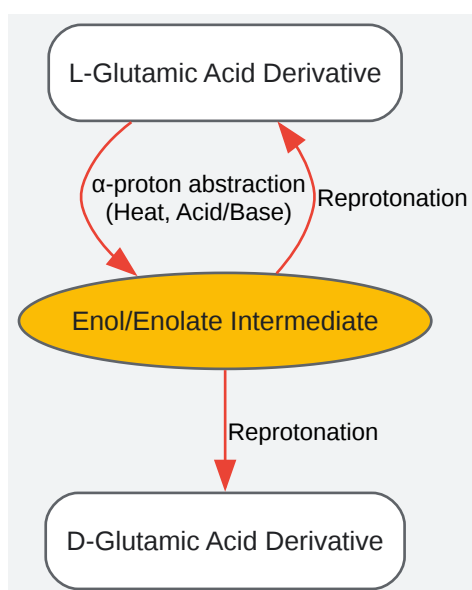 L-Glutamic Acid Derivative
α-proton abstraction
(Heat, Acid/Base)
Reprotonation
Enol/Enolate Intermediate
Reprotonation
D-Glutamic Acid Derivative